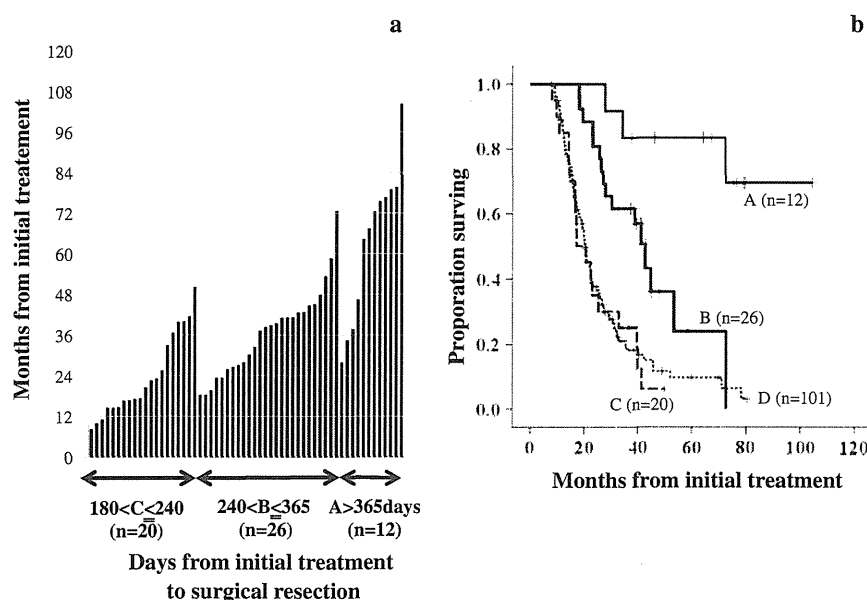 a
Months from initial treatement
120
108
96
84
72
60
48
36
24
12
0
180<C≤240
(n=20)
240<B≤365
(n=26)
A>365days
(n=12)
Days from initial treatment
to surgical resection
b
Proporation surving
1.0
0.8
0.6
0.4
0.2
0.0
A (n=12)
B (n=26)
C (n=20)
D (n=101)
0 20 40 60 80 100 120
Months from initial treatment